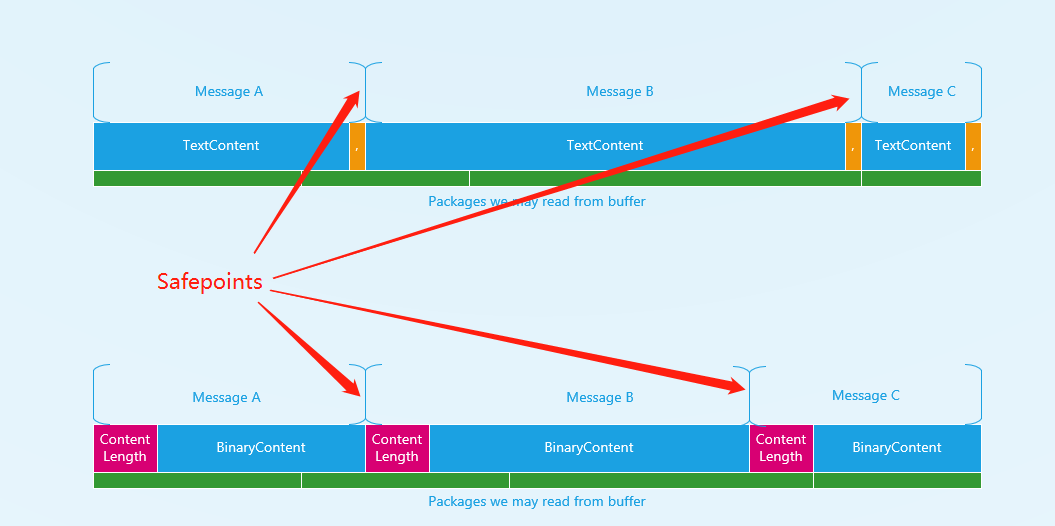 Message A
Message B
Message C
TextContent
,
TextContent
,
TextContent
,
Packages we may read from buffer
Safepoints
Message A
Message B
Message C
Content
Length
BinaryContent
Content
Length
BinaryContent
Content
Length
BinaryContent
Packages we may read from buffer